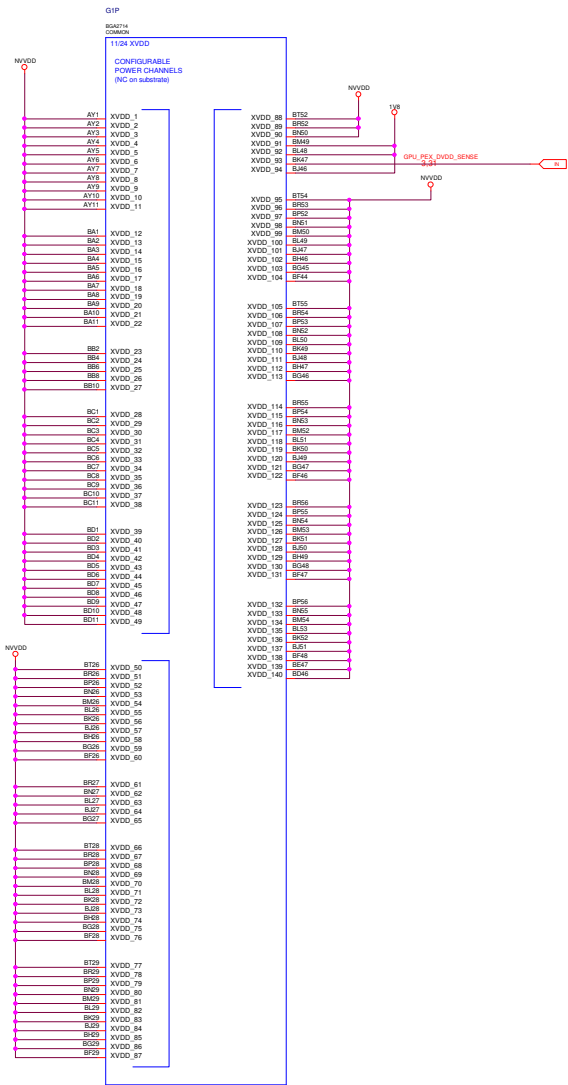 G1P
BGA2714
COMMON
11/24 XVDD
CONFIGURABLE
POWER CHANNELS
(NC on substrate)
NVVDD
AY1 XVDD_1
AY2 XVDD_2
AY3 XVDD_3
AY4 XVDD_4
AY5 XVDD_5
AY6 XVDD_6
AY7 XVDD_7
AY8 XVDD_8
AY9 XVDD_9
AY10 XVDD_10
AY11 XVDD_11
BA1 XVDD_12
BA2 XVDD_13
BA3 XVDD_14
BA4 XVDD_15
BA5 XVDD_16
BA6 XVDD_17
BA7 XVDD_18
BA8 XVDD_19
BA9 XVDD_20
BA10 XVDD_21
BA11 XVDD_22
BB2 XVDD_23
BB4 XVDD_24
BB6 XVDD_25
BB8 XVDD_26
BB10 XVDD_27
BC1 XVDD_28
BC2 XVDD_29
BC3 XVDD_30
BC4 XVDD_31
BC5 XVDD_32
BC6 XVDD_33
BC7 XVDD_34
BC8 XVDD_35
BC9 XVDD_36
BC10 XVDD_37
BC11 XVDD_38
BD1 XVDD_39
BD2 XVDD_40
BD3 XVDD_41
BD4 XVDD_42
BD5 XVDD_43
BD6 XVDD_44
BD7 XVDD_45
BD8 XVDD_46
BD9 XVDD_47
BD10 XVDD_48
BD11 XVDD_49
NVVDD
BT26 XVDD_50
BR26 XVDD_51
BP26 XVDD_52
BN26 XVDD_53
BM26 XVDD_54
BL26 XVDD_55
BK26 XVDD_56
BJ26 XVDD_57
BH26 XVDD_58
BG26 XVDD_59
BF26 XVDD_60
BR27 XVDD_61
BN27 XVDD_62
BL27 XVDD_63
BJ27 XVDD_64
BG27 XVDD_65
BT28 XVDD_66
BR28 XVDD_67
BP28 XVDD_68
BN28 XVDD_69
BM28 XVDD_70
BL28 XVDD_71
BK28 XVDD_72
BJ28 XVDD_73
BH28 XVDD_74
BG28 XVDD_75
BF28 XVDD_76
BT29 XVDD_77
BR29 XVDD_78
BP29 XVDD_79
BN29 XVDD_80
BM29 XVDD_81
BL29 XVDD_82
BK29 XVDD_83
BJ29 XVDD_84
BH29 XVDD_85
BG29 XVDD_86
BF29 XVDD_87
NVVDD
1V8
XVDD_88 BT52
XVDD_89 BR52
XVDD_90 BN50
XVDD_91 BM49
XVDD_92 BL48
XVDD_93 BK47
XVDD_94 BJ46
GPU_PEX_DVDD_SENSE
3,31
IN
NVVDD
XVDD_95 BT54
XVDD_96 BR53
XVDD_97 BP52
XVDD_98 BN51
XVDD_99 BM50
XVDD_100 BL49
XVDD_101 BJ47
XVDD_102 BH46
XVDD_103 BG45
XVDD_104 BF44
XVDD_105 BT55
XVDD_106 BR54
XVDD_107 BP53
XVDD_108 BN52
XVDD_109 BL50
XVDD_110 BK49
XVDD_111 BJ48
XVDD_112 BH47
XVDD_113 BG46
XVDD_114 BR55
XVDD_115 BP54
XVDD_116 BN53
XVDD_117 BM52
XVDD_118 BL51
XVDD_119 BK50
XVDD_120 BJ49
XVDD_121 BG47
XVDD_122 BF46
XVDD_123 BR56
XVDD_124 BP55
XVDD_125 BN54
XVDD_126 BM53
XVDD_127 BK51
XVDD_128 BJ50
XVDD_129 BH49
XVDD_130 BG48
XVDD_131 BF47
XVDD_132 BP56
XVDD_133 BN55
XVDD_134 BM54
XVDD_135 BL53
XVDD_136 BK52
XVDD_137 BJ51
XVDD_138 BF48
XVDD_139 BE47
XVDD_140 BD46